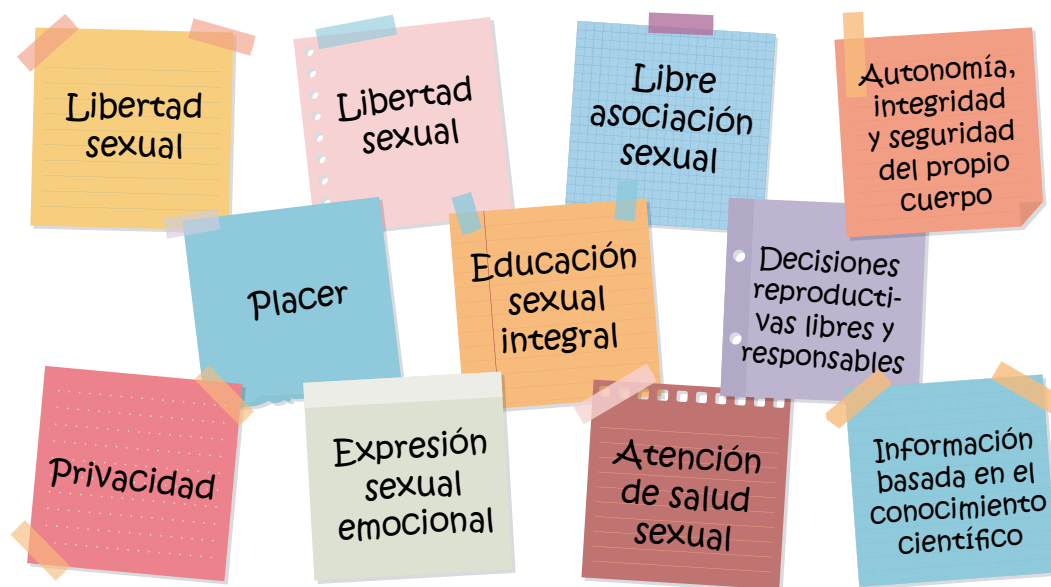 Libertad
sexual
Libertad
sexual
Libre
asociación
sexual
Autonomía,
integridad
y seguridad
del propio
cuerpo
Placer
Educación
sexual
integral
Decisiones
reproducti-
vas libres y
responsables
Privacidad
Expresión
sexual
emocional
Atención
de salud
sexual
Información
basada en el
conocimiento
científico